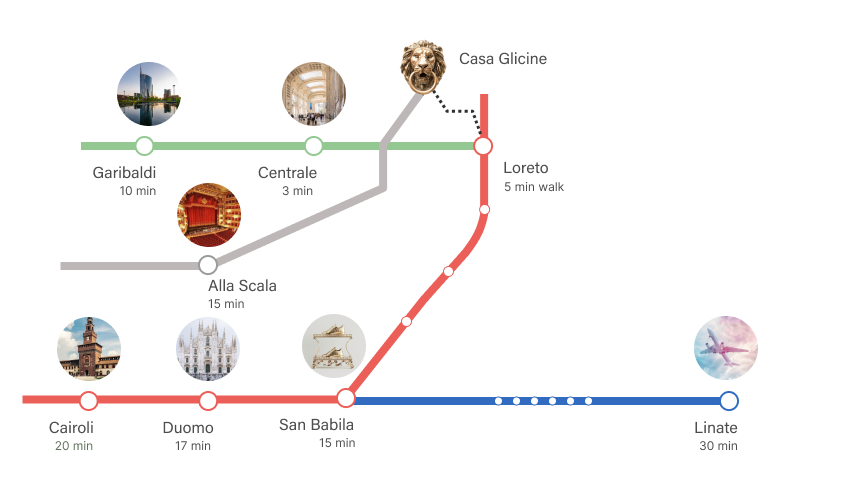 Casa Glicine
Garibaldi
10 min
Centrale
3 min
Loreto
5 min walk
Alla Scala
15 min
Cairoli
20 min
Duomo
17 min
San Babila
15 min
Linate
30 min